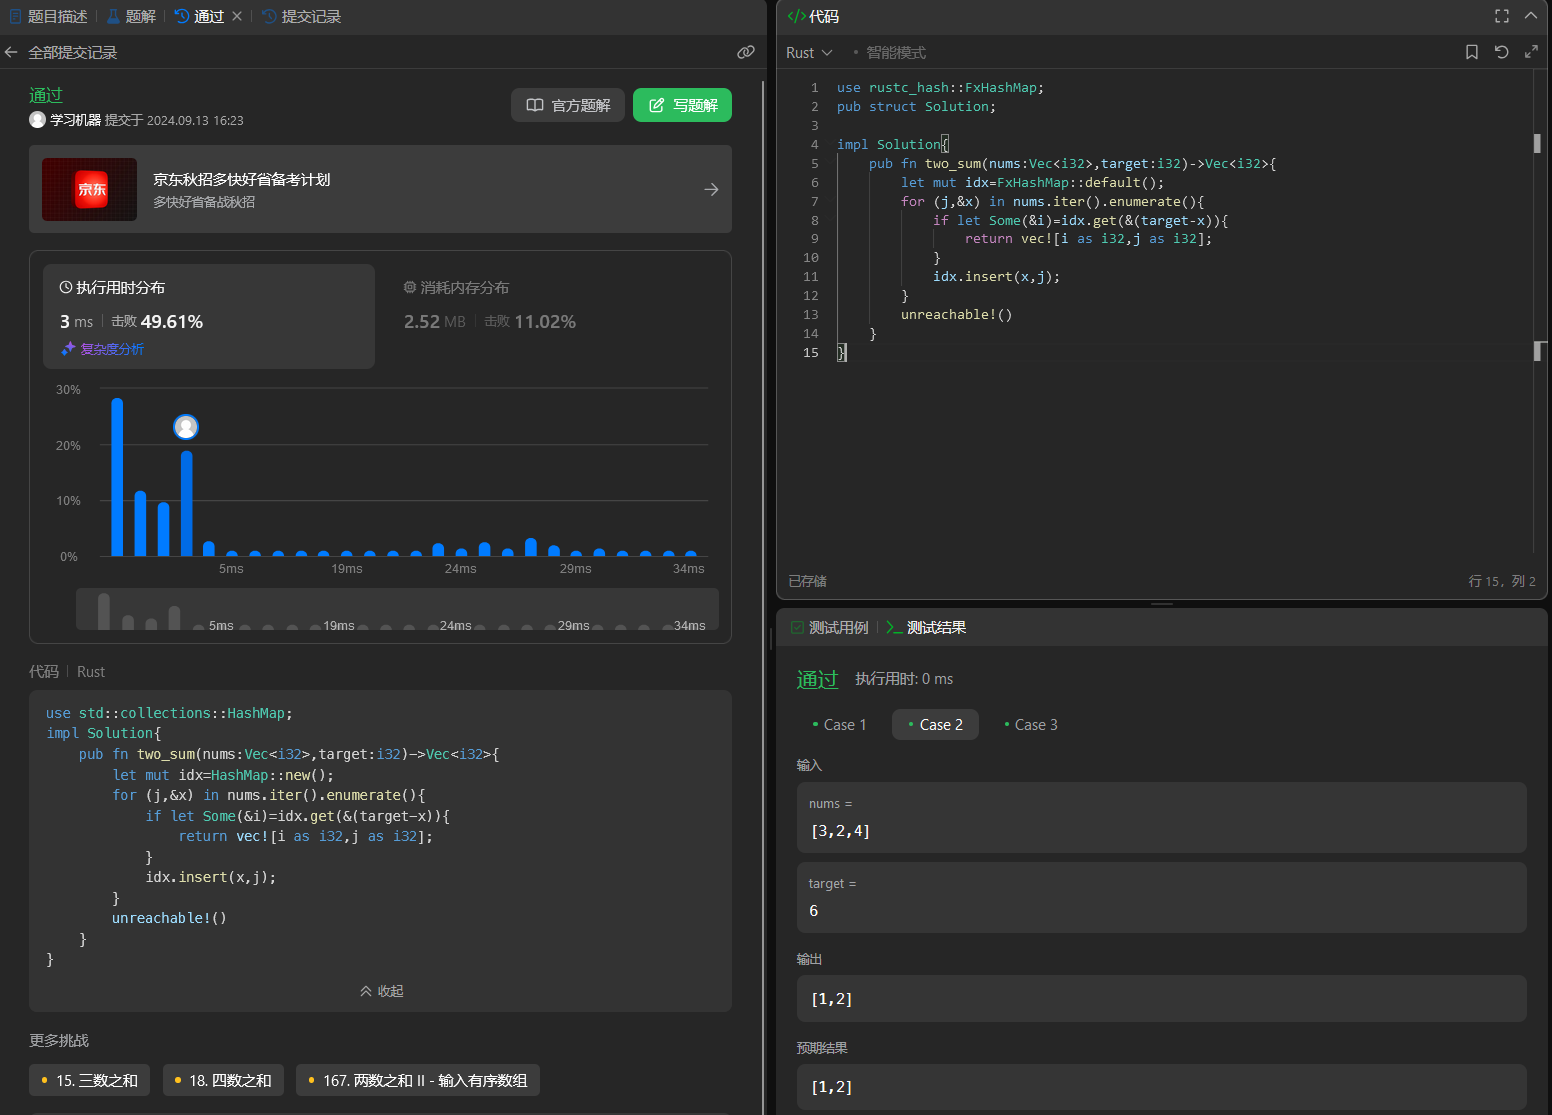 题目描述 题解 通过 提交记录
全部提交记录
通过
学习机器 提交于 2024.09.13 16:23
官方题解 写题解
京东
京东秋招多快好省备考计划
多快好省备战秋招
执行用时分布
3 ms 击败 49.61%
复杂度分析
消耗内存分布
2.52 MB 击败 11.02%
30%
20%
10%
0%
5ms 19ms 24ms 29ms 34ms
5ms 19ms 24ms 29ms 34ms
代码 Rust
use std::collections::HashMap;
impl Solution{
    pub fn two_sum(nums:Vec<i32>,target:i32)->Vec<i32>{
        let mut idx=HashMap::new();
        for (j,&x) in nums.iter().enumerate(){
            if let Some(&i)=idx.get(&(target-x)){
                return vec![i as i32,j as i32];
            }
            idx.insert(x,j);
        }
        unreachable!()
    }
}
收起
更多挑战
15. 三数之和 18. 四数之和 167. 两数之和 II - 输入有序数组
代码
Rust 智能模式
1 use rustc_hash::FxHashMap;
2 pub struct Solution;
3
4 impl Solution{
5     pub fn two_sum(nums:Vec<i32>,target:i32)->Vec<i32>{
6         let mut idx=FxHashMap::default();
7         for (j,&x) in nums.iter().enumerate(){
8             if let Some(&i)=idx.get(&(target-x)){
9                 return vec![i as i32,j as i32];
10             }
11             idx.insert(x,j);
12         }
13         unreachable!()
14     }
15 }
已存储 行 15, 列 2
测试用例 测试结果
通过 执行用时: 0 ms
Case 1 Case 2 Case 3
输入
nums =
[3,2,4]
target =
6
输出
[1,2]
预期结果
[1,2]